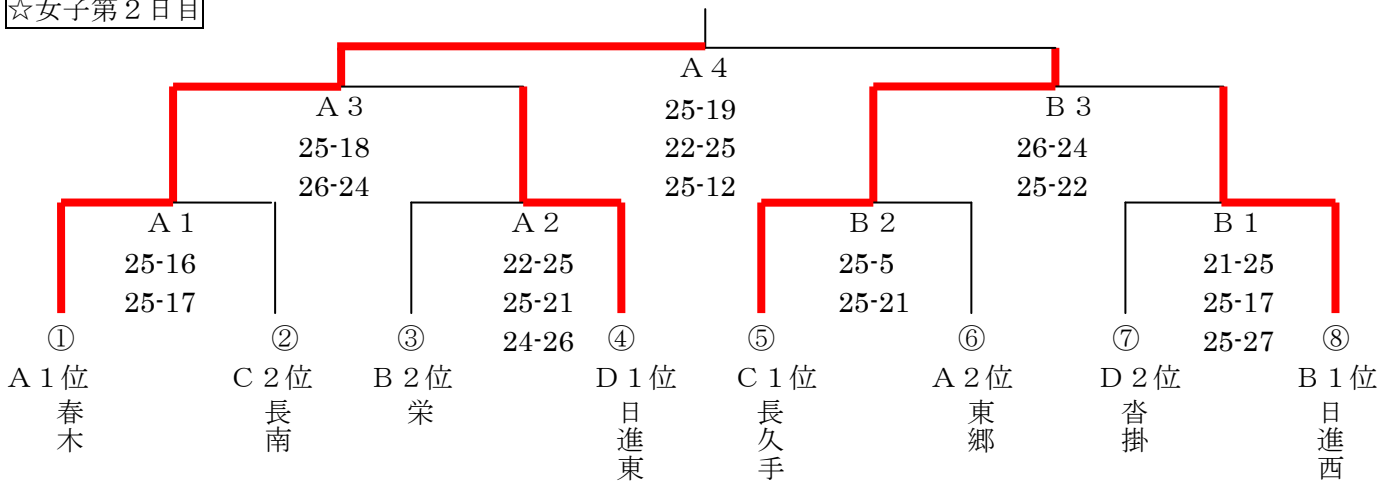 ☆女子第２日目
Ａ４
25-19
22-25
25-12
Ａ３
25-18
26-24
Ｂ３
26-24
25-22
Ａ１
25-16
25-17
Ａ２
22-25
25-21
24-26
Ｂ２
25-5
25-21
Ｂ１
21-25
25-17
25-27
① ② ③ ④ ⑤ ⑥ ⑦ ⑧
Ａ１位 Ｃ２位 Ｂ２位 Ｄ１位 Ｃ１位 Ａ２位 Ｄ２位 Ｂ１位
春木
長南
栄
日進東
長久手
東郷
沓掛
日進西